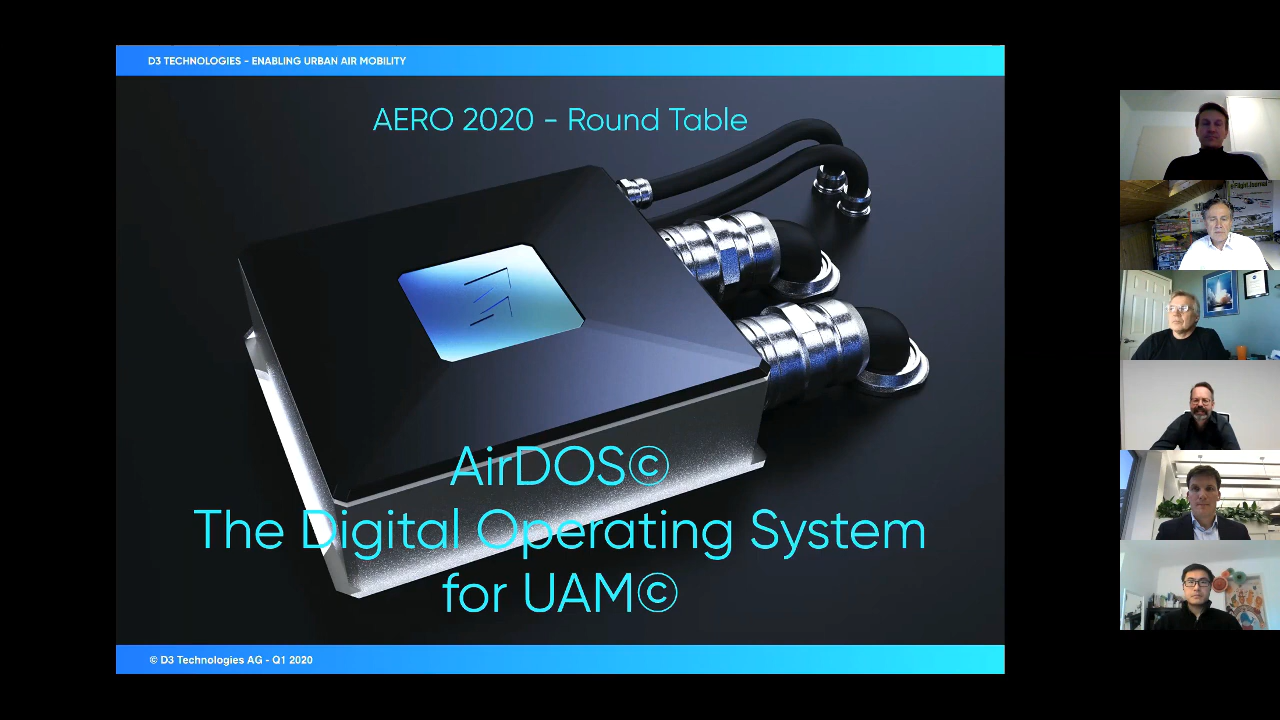 D3 TECHNOLOGIES - ENABLING URBAN AIR MOBILITY
AERO 2020 - Round Table
AirDOS©
The Digital Operating System
for UAM©
© D3 Technologies AG - Q1 2020
eFlightJournal